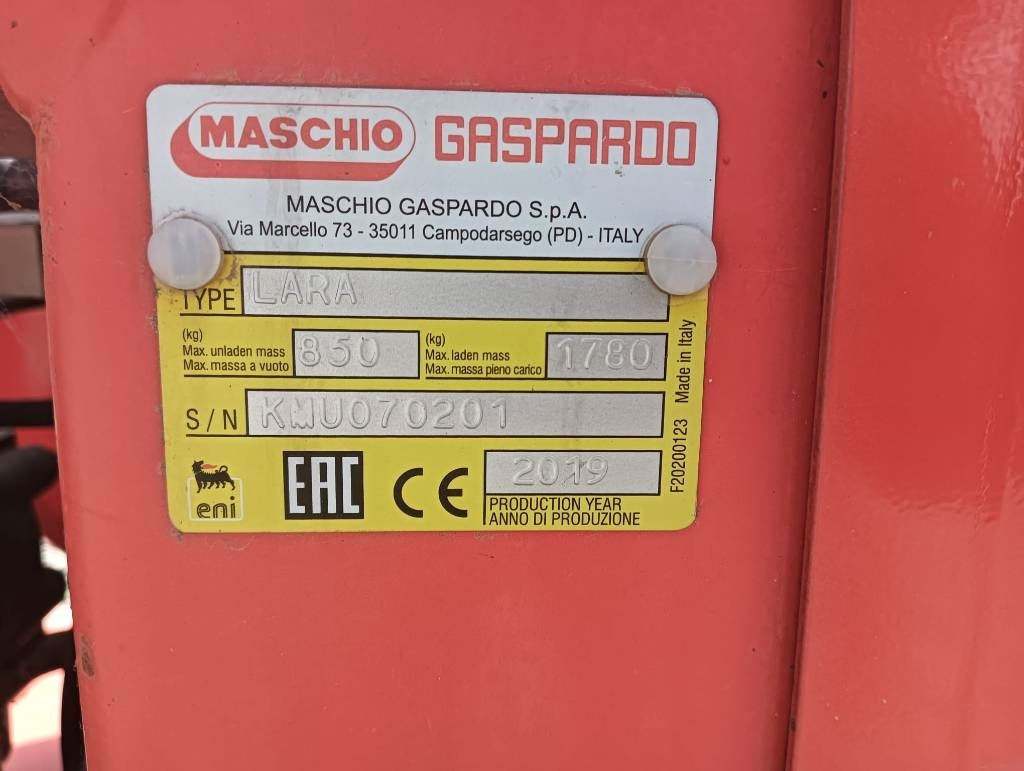 MASCHIO GASPARDO
MASCHIO GASPARDO S.p.A.
Via Marcello 73 - 35011 Campodarsego (PD) - ITALY
TYPE LARA
(kg)
Max. unladen mass
Max. massa a vuoto
850
(kg)
Max. laden mass
Max. massa pieno carico
1780
S/N KMU070201
eni
EAC
CE
2019
PRODUCTION YEAR
ANNO DI PRODUZIONE
F20200123 Made in Italy